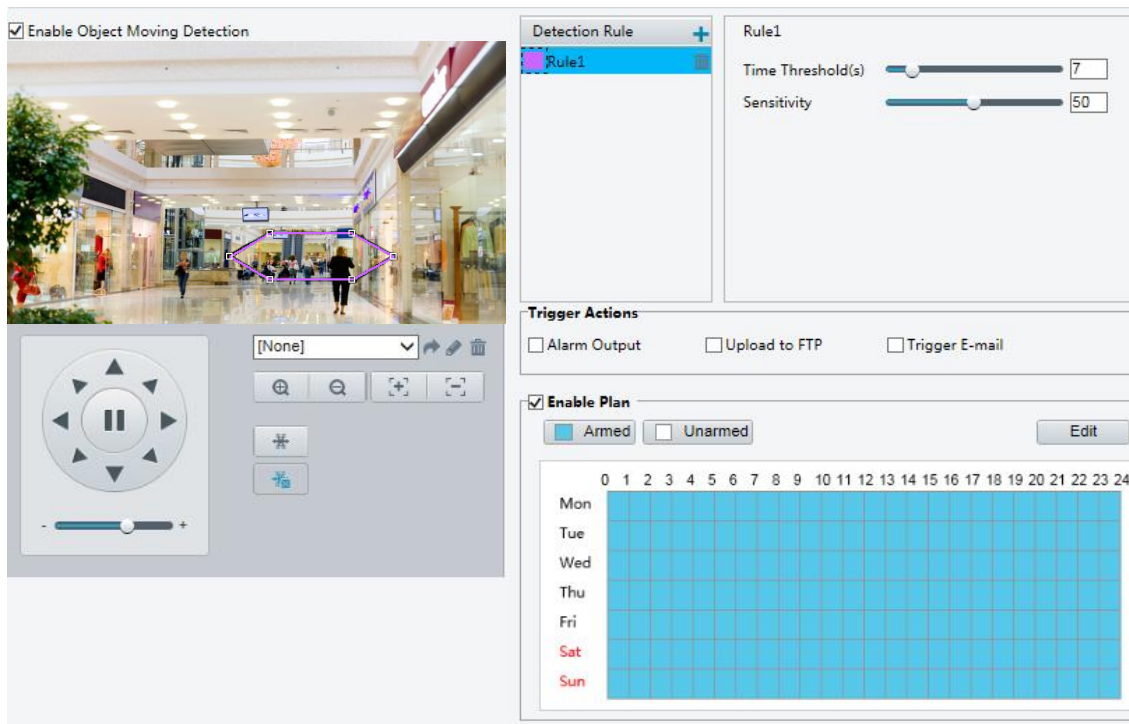 Enable Object Moving Detection
Detection Rule
Rule1
Rule1
Time Threshold(s)
7
Sensitivity
50
Trigger Actions
Alarm Output
Upload to FTP
Trigger E-mail
[None]
- +
Enable Plan
Armed
Unarmed
Edit
0 1 2 3 4 5 6 7 8 9 10 11 12 13 14 15 16 17 18 19 20 21 22 23 24
Mon
Tue
Wed
Thu
Fri
Sat
Sun